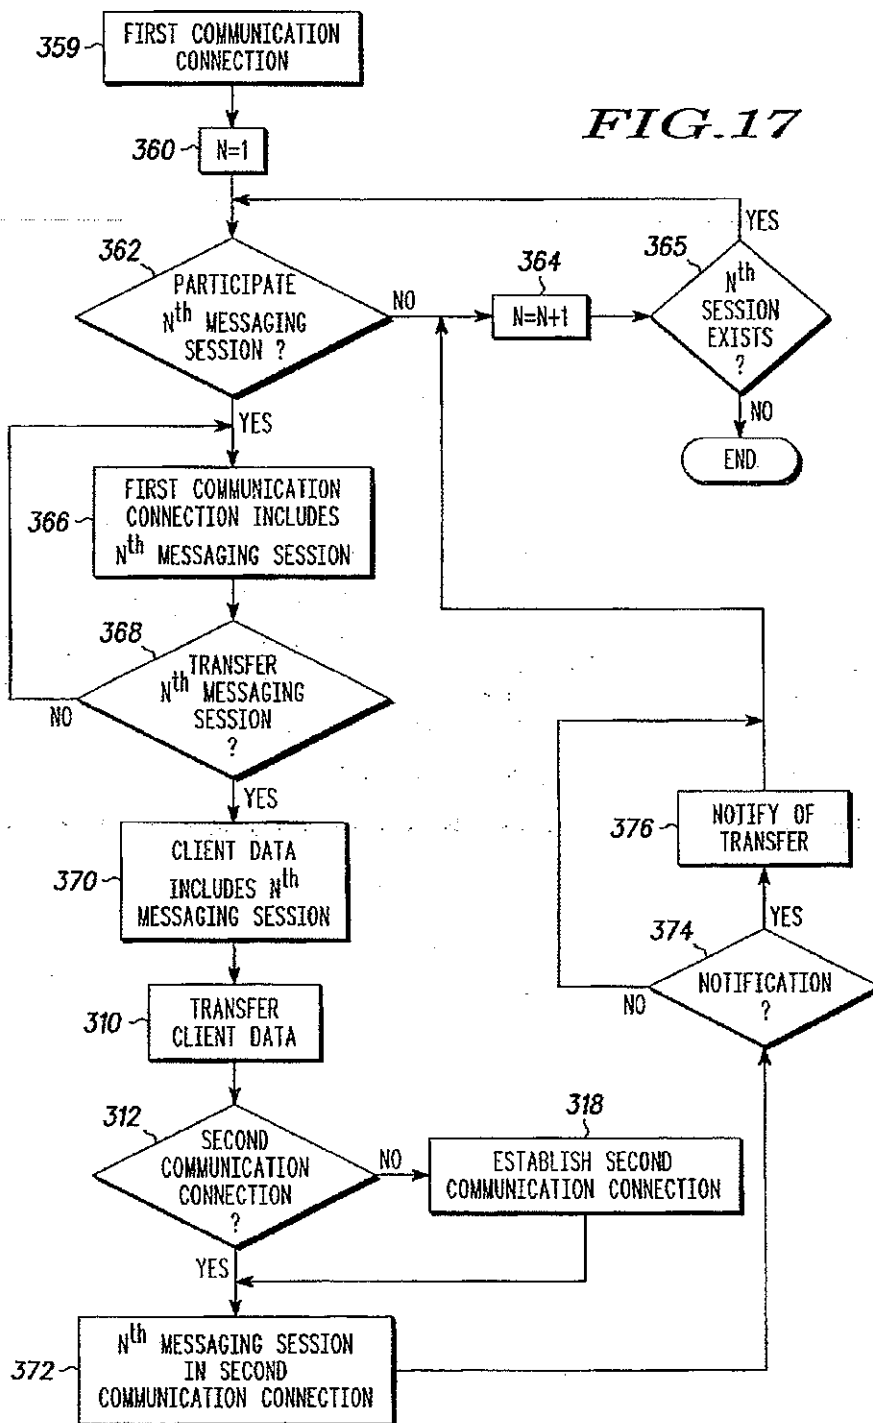 FIG.17
359
FIRST COMMUNICATION
CONNECTION
360
N=1
362
PARTICIPATE
Nth MESSAGING
SESSION ?
NO
YES
364
N=N+1
365
Nth
SESSION
EXISTS
?
YES
NO
END
366
FIRST COMMUNICATION
CONNECTION INCLUDES
Nth MESSAGING SESSION
368
TRANSFER
Nth MESSAGING
SESSION
?
NO
YES
370
CLIENT DATA
INCLUDES Nth
MESSAGING SESSION
310
TRANSFER
CLIENT DATA
312
SECOND
COMMUNICATION
CONNECTION
?
NO
YES
318
ESTABLISH SECOND
COMMUNICATION CONNECTION
372
Nth MESSAGING SESSION
IN SECOND
COMMUNICATION CONNECTION
374
NOTIFICATION
?
NO
YES
376
NOTIFY OF
TRANSFER